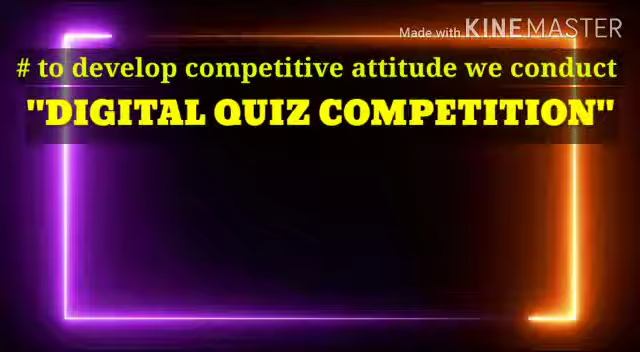 Made with KINEMASTER
# to develop competitive attitude we conduct
"DIGITAL QUIZ COMPETITION"